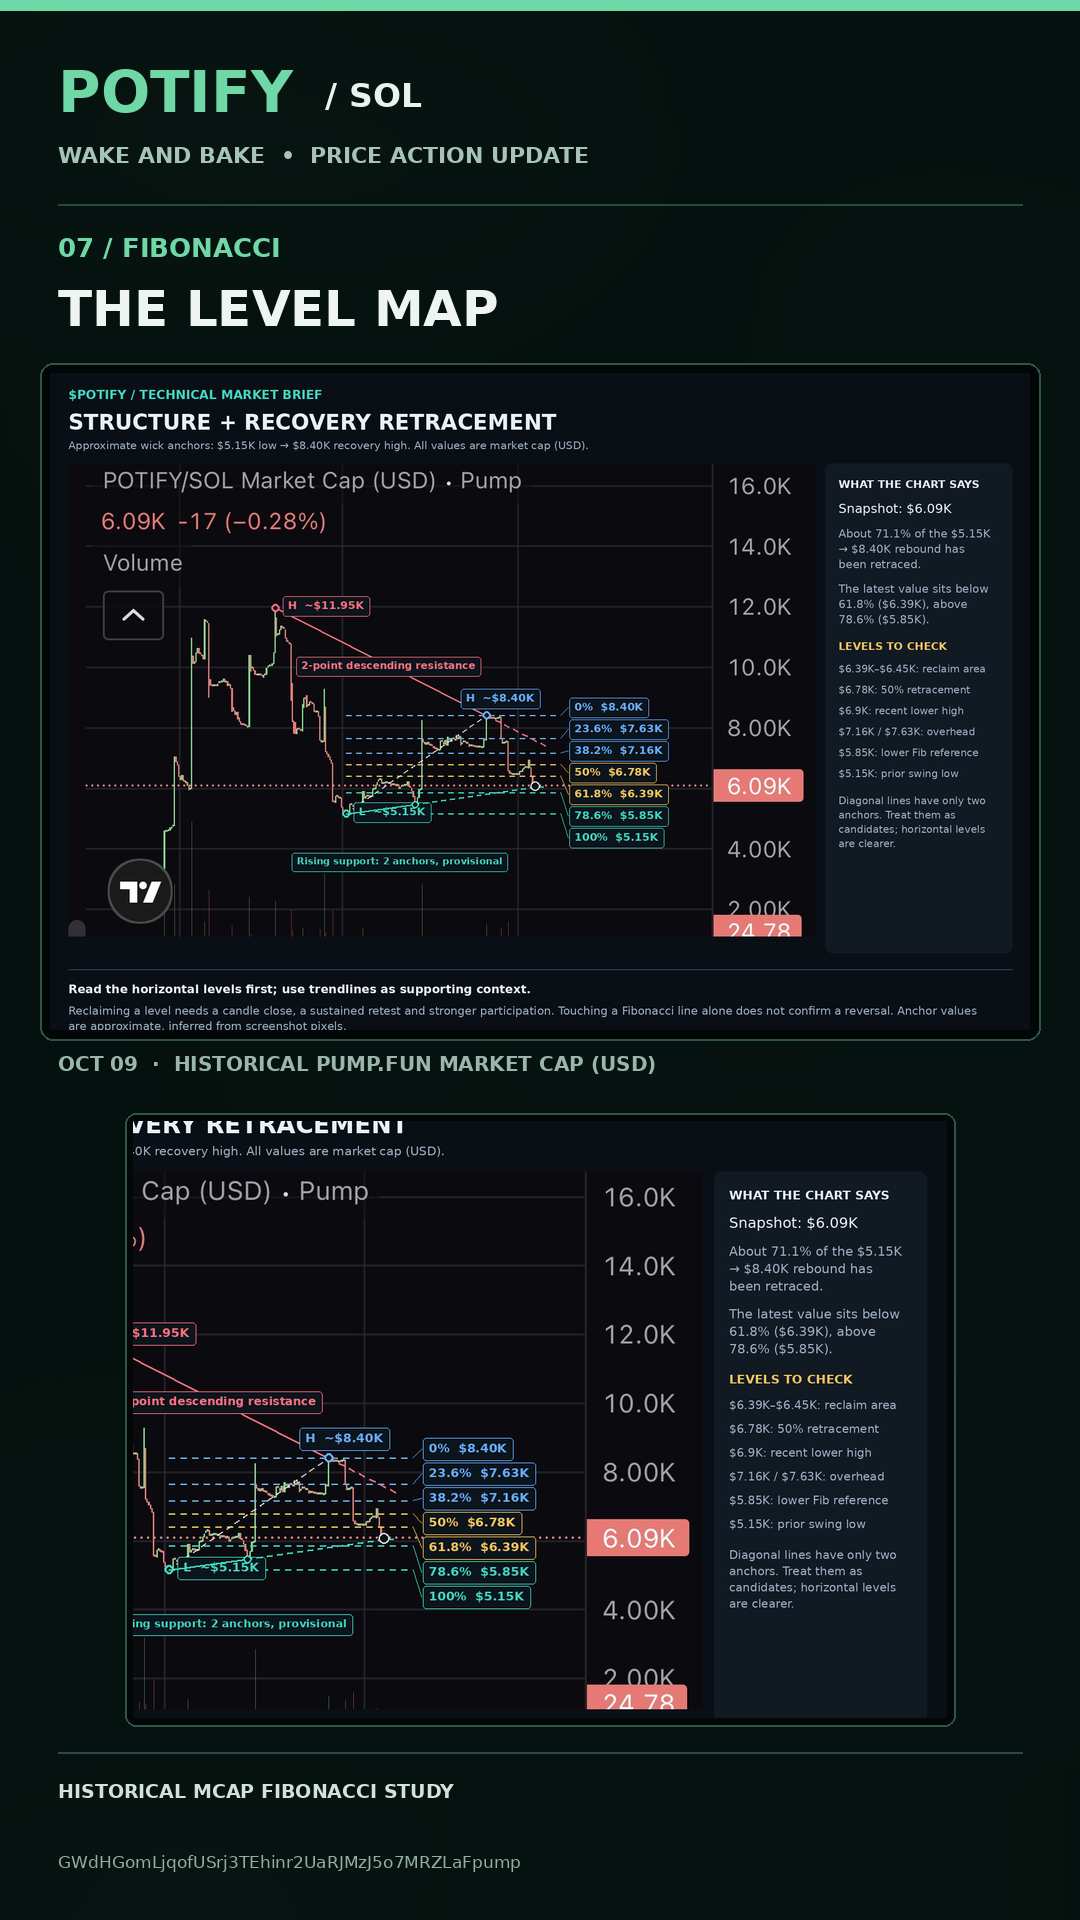 POTIFY / SOL
WAKE AND BAKE • PRICE ACTION UPDATE
07 / FIBONACCI
THE LEVEL MAP
$POTIFY / TECHNICAL MARKET BRIEF
STRUCTURE + RECOVERY RETRACEMENT
Approximate wick anchors: $5.15K low → $8.40K recovery high. All values are market cap (USD).
POTIFY/SOL Market Cap (USD) • Pump
6.09K -17 (−0.28%)
Volume
H ~$11.95K
2-point descending resistance
H ~$8.40K
0% $8.40K
23.6% $7.63K
38.2% $7.16K
50% $6.78K
61.8% $6.39K
78.6% $5.85K
100% $5.15K
L ~$5.15K
Rising support: 2 anchors, provisional
16.0K
14.0K
12.0K
10.0K
8.00K
6.09K
4.00K
2.00K
24.78
WHAT THE CHART SAYS
Snapshot: $6.09K
About 71.1% of the $5.15K
→ $8.40K rebound has
been retraced.
The latest value sits below
61.8% ($6.39K), above
78.6% ($5.85K).
LEVELS TO CHECK
$6.39K–$6.45K: reclaim area
$6.78K: 50% retracement
$6.9K: recent lower high
$7.16K / $7.63K: overhead
$5.85K: lower Fib reference
$5.15K: prior swing low
Diagonal lines have only two
anchors. Treat them as
candidates; horizontal levels
are clearer.
Read the horizontal levels first; use trendlines as supporting context.
Reclaiming a level needs a candle close, a sustained retest and stronger participation. Touching a Fibonacci line alone does not confirm a reversal. Anchor values
are approximate, inferred from screenshot pixels.
OCT 09 · HISTORICAL PUMP.FUN MARKET CAP (USD)
VERY RETRACEMENT
0K recovery high. All values are market cap (USD).
Cap (USD) • Pump
)
$11.95K
point descending resistance
H ~$8.40K
0% $8.40K
23.6% $7.63K
38.2% $7.16K
50% $6.78K
61.8% $6.39K
78.6% $5.85K
100% $5.15K
L ~$5.15K
ing support: 2 anchors, provisional
16.0K
14.0K
12.0K
10.0K
8.00K
6.09K
4.00K
2.00K
24.78
WHAT THE CHART SAYS
Snapshot: $6.09K
About 71.1% of the $5.15K
→ $8.40K rebound has
been retraced.
The latest value sits below
61.8% ($6.39K), above
78.6% ($5.85K).
LEVELS TO CHECK
$6.39K–$6.45K: reclaim area
$6.78K: 50% retracement
$6.9K: recent lower high
$7.16K / $7.63K: overhead
$5.85K: lower Fib reference
$5.15K: prior swing low
Diagonal lines have only two
anchors. Treat them as
candidates; horizontal levels
are clearer.
HISTORICAL MCAP FIBONACCI STUDY
GWdHGomLjqofUSrj3TEhinr2UaRJMzJ5o7MRZLaFpump